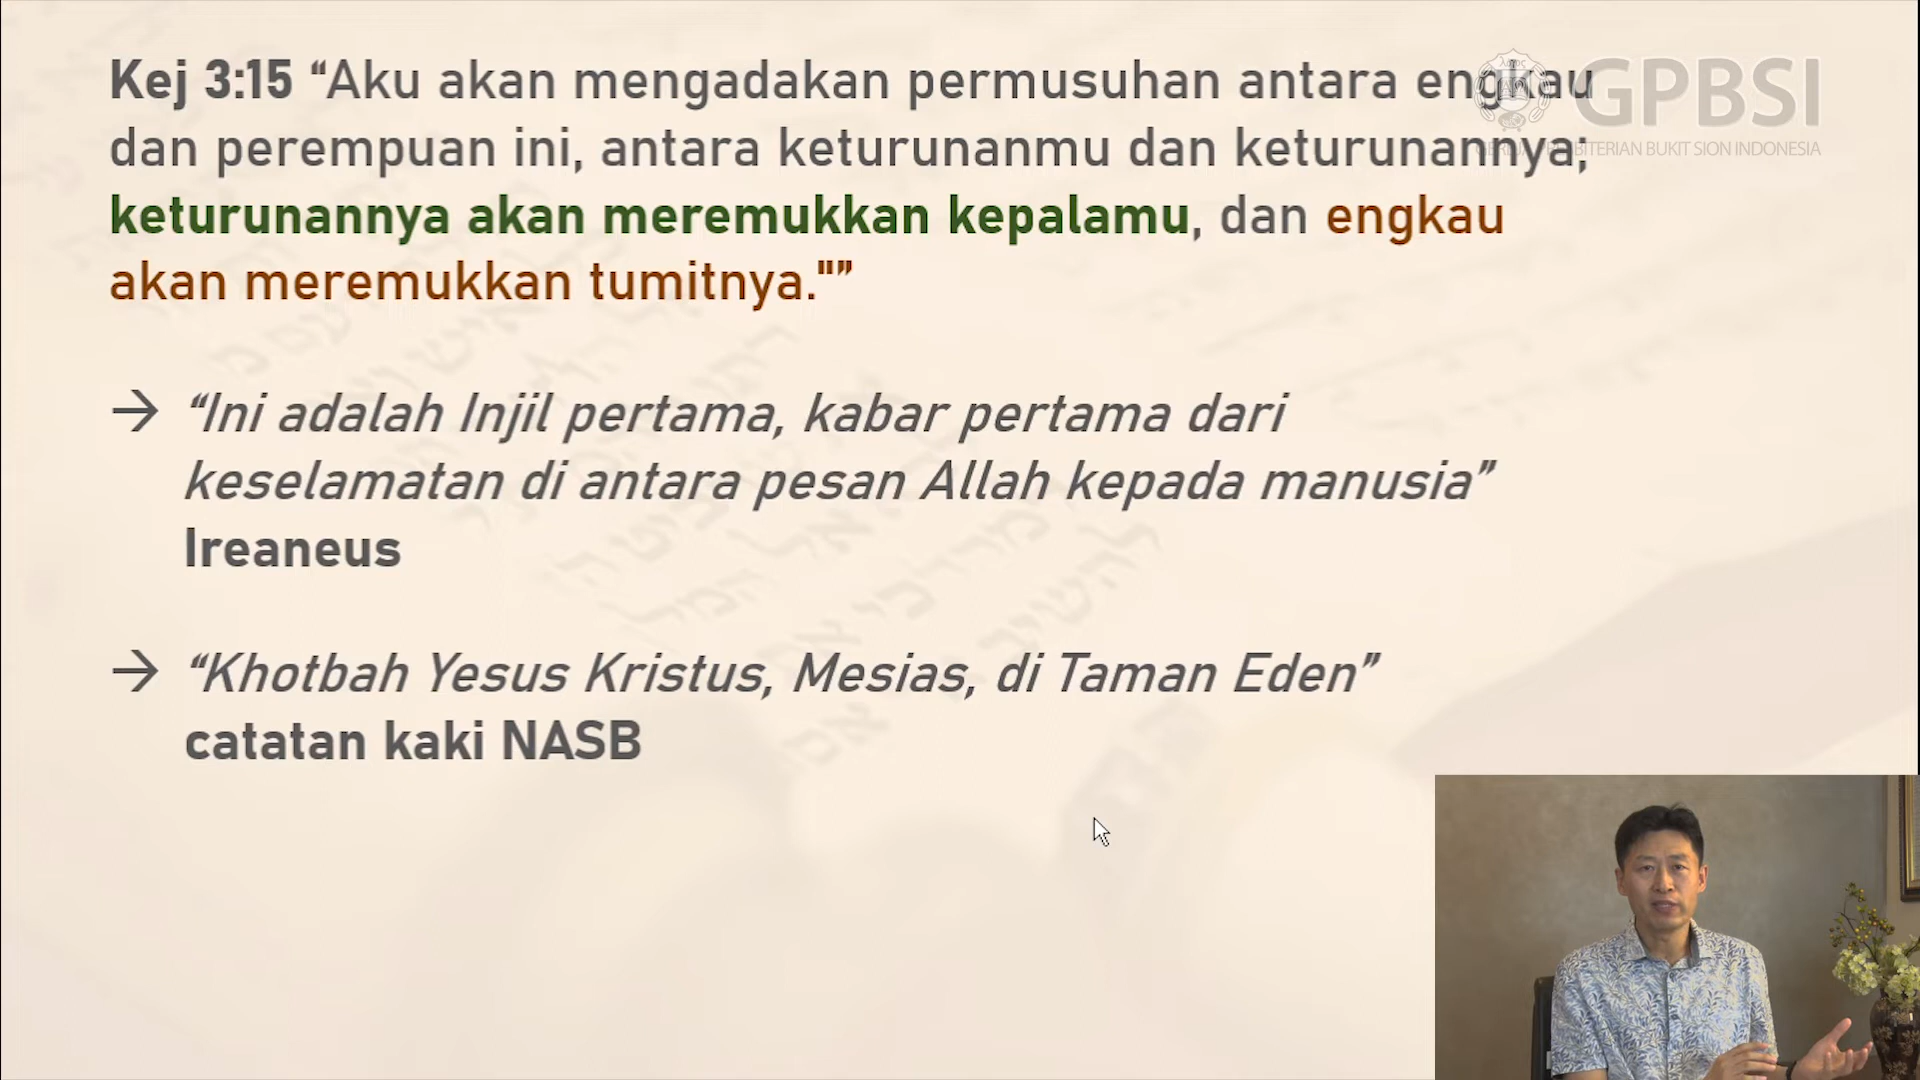 Kej 3:15 “Aku akan mengadakan permusuhan antara engkau
dan perempuan ini, antara keturunanmu dan keturunannya;
keturunannya akan meremukkan kepalamu, dan engkau
akan meremukkan tumitnya."”
→ “Ini adalah Injil pertama, kabar pertama dari
keselamatan di antara pesan Allah kepada manusia”
Ireaneus
→ “Khotbah Yesus Kristus, Mesias, di Taman Eden”
catatan kaki NASB
GPBSI
GEREJA PRESBITERIAN BUKIT SION INDONESIA